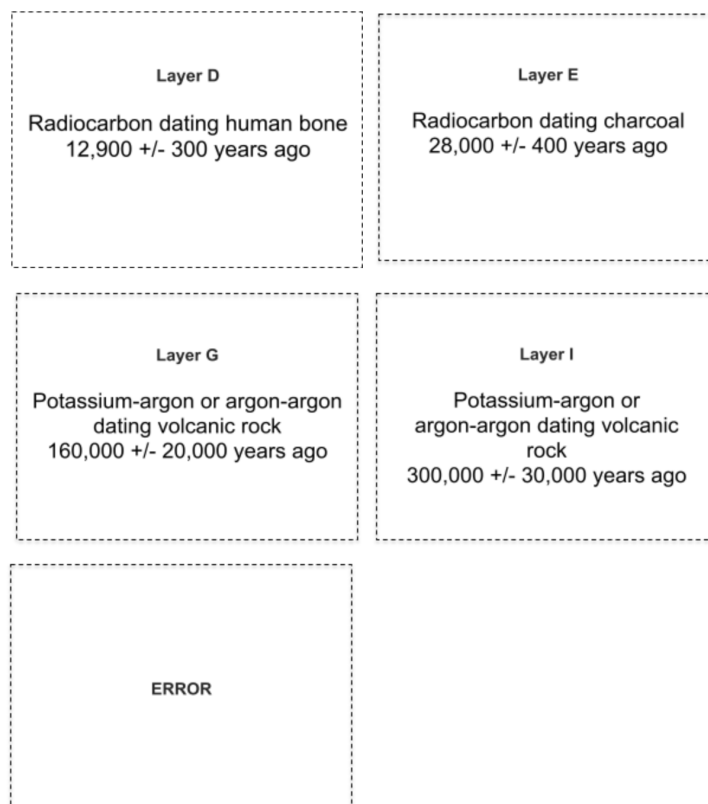 Layer D
Radiocarbon dating human bone
12,900 +/- 300 years ago
Layer E
Radiocarbon dating charcoal
28,000 +/- 400 years ago
Layer G
Potassium-argon or argon-argon
dating volcanic rock
160,000 +/- 20,000 years ago
Layer I
Potassium-argon or
argon-argon dating volcanic
rock
300,000 +/- 30,000 years ago
ERROR